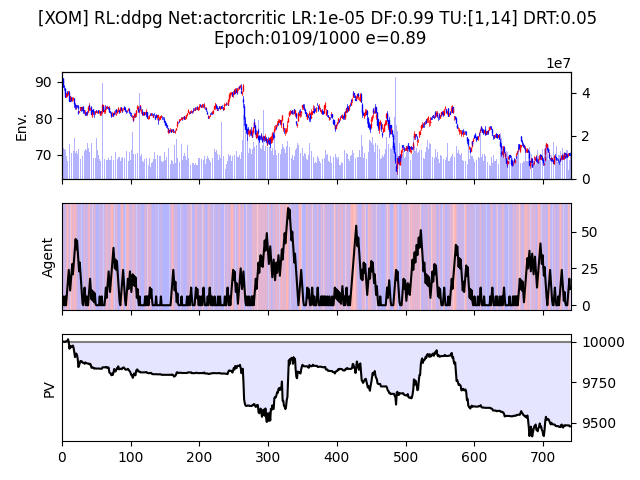 [XOM] RL:ddpg Net:actorcritic LR:1e-05 DF:0.99 TU:[1,14] DRT:0.05
Epoch:0109/1000 e=0.89
1e7
Env.
90
80
70
4
2
0
Agent
50
25
0
PV
10000
9750
9500
0 100 200 300 400 500 600 700